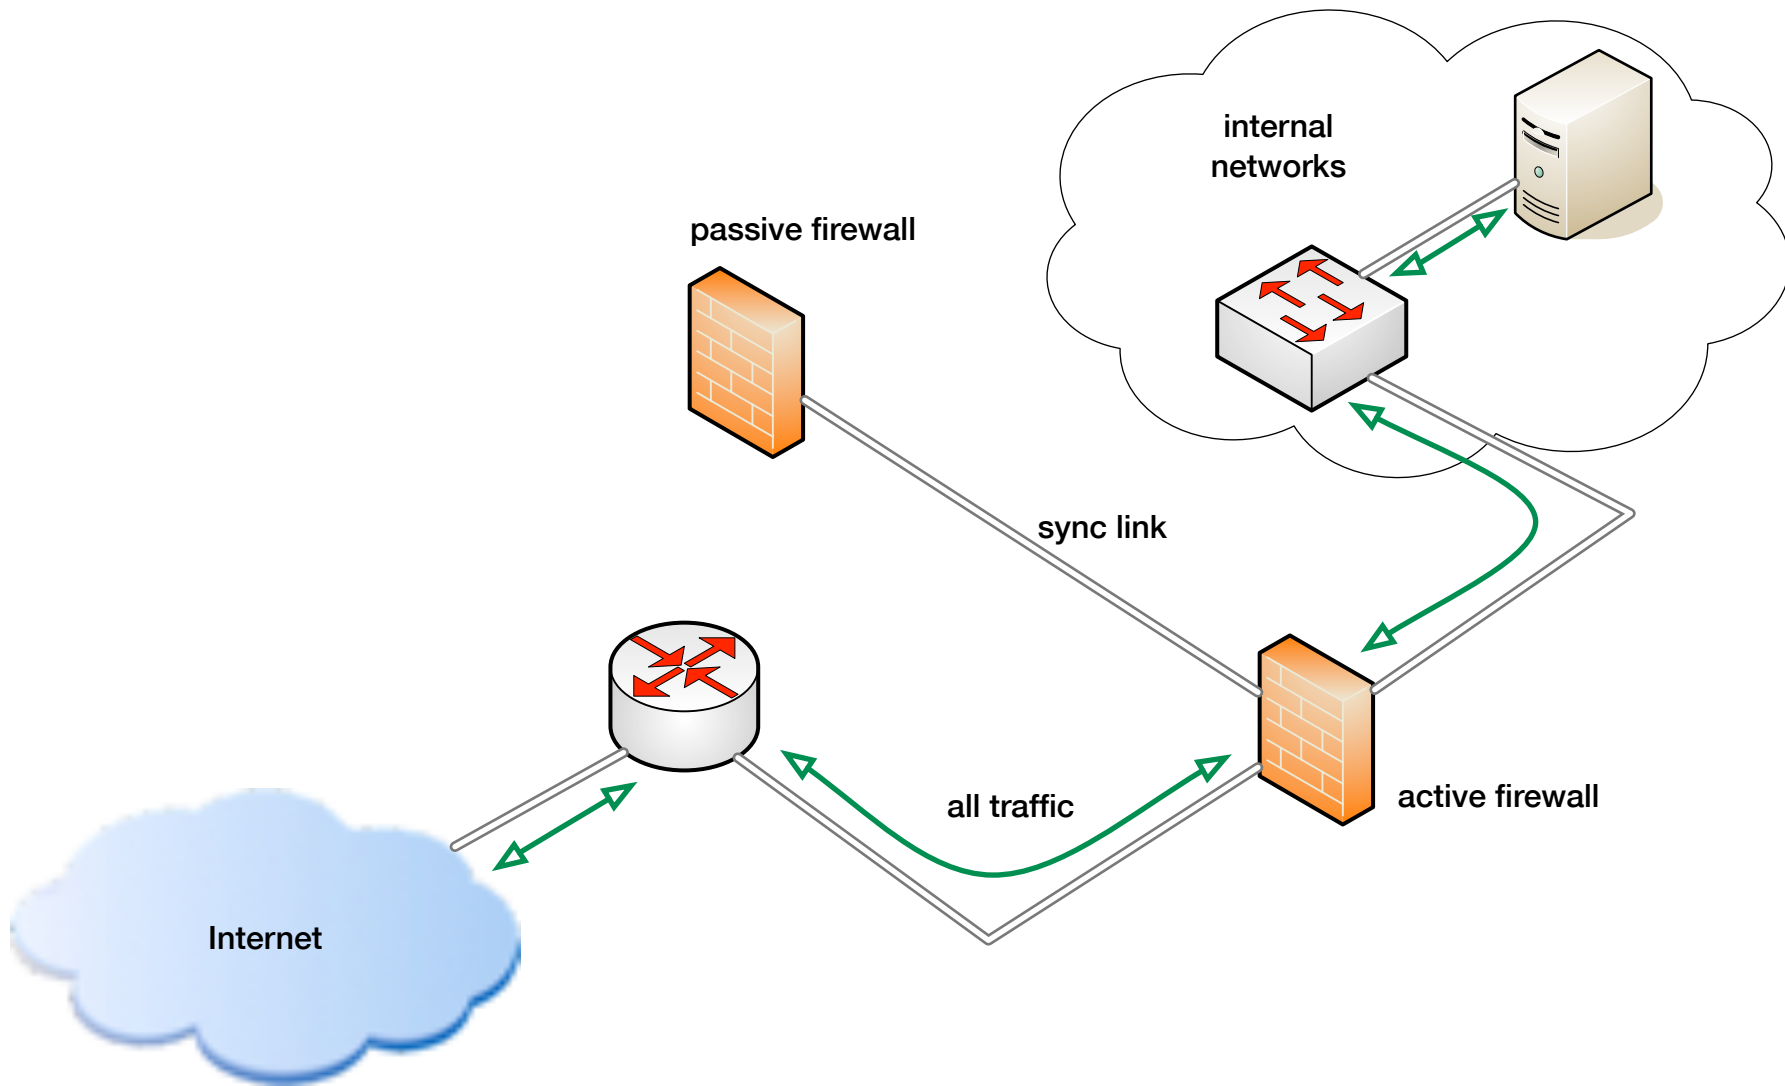 internal
networks
passive firewall
sync link
all traffic
active firewall
Internet